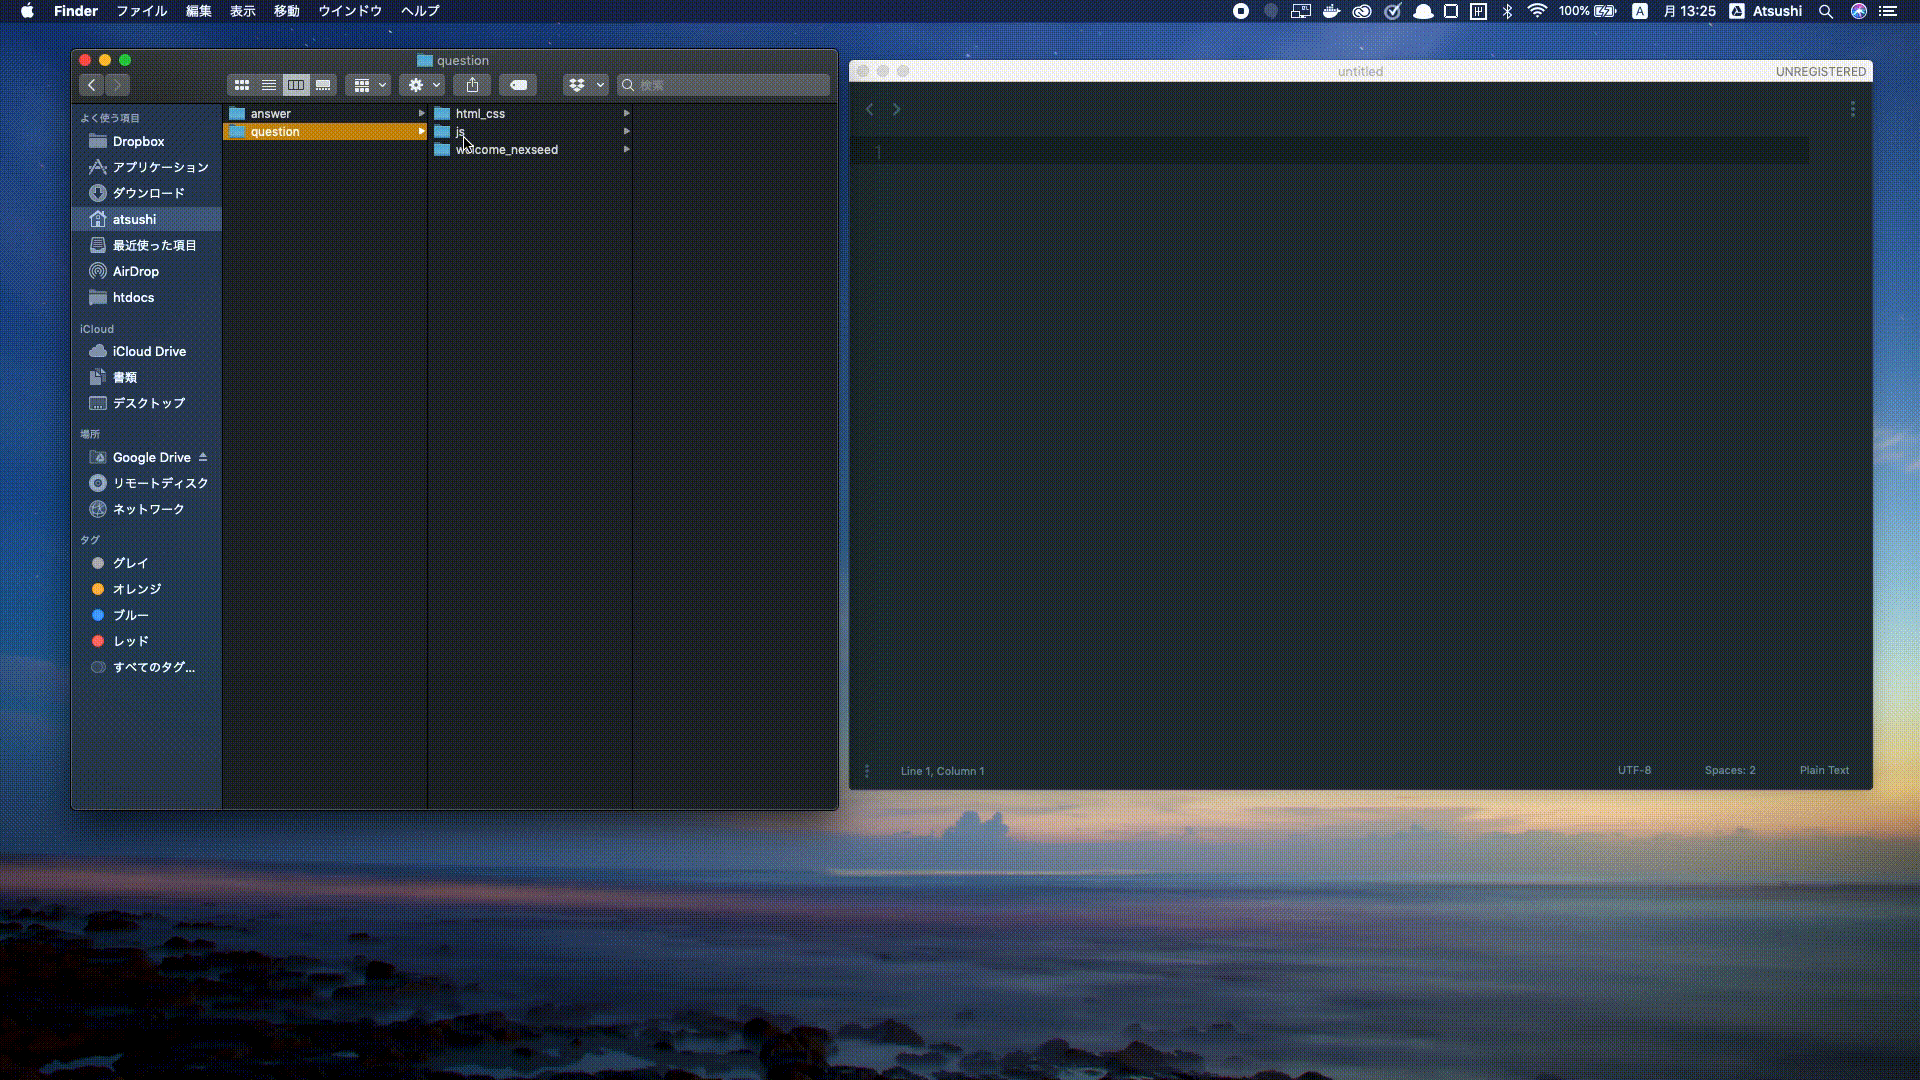 Finder ファイル 編集 表示 移動 ウインドウ ヘルプ
100% A 月 13:25 Atsushi
question
検索
よく使う項目
Dropbox
アプリケーション
ダウンロード
atsushi
最近使った項目
AirDrop
htdocs
iCloud
iCloud Drive
書類
デスクトップ
場所
Google Drive
リモートディスク
ネットワーク
タグ
グレイ
オレンジ
ブルー
レッド
すべてのタグ...
answer
question
html_css
js
welcome_nexseed
untitled
UNREGISTERED
1
Line 1, Column 1
UTF-8
Spaces: 2
Plain Text